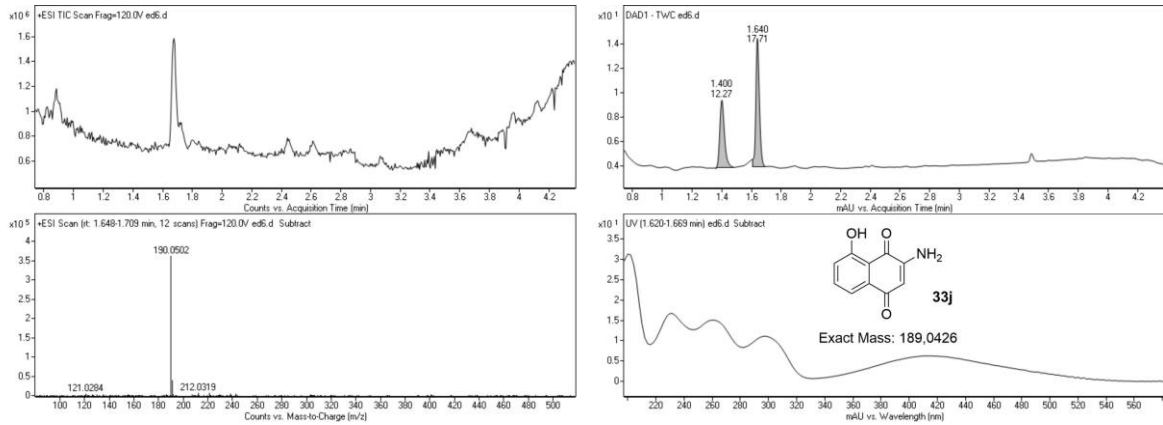 +ESI TIC Scan Frag=120.0V ed6.d
x10 6
1.6
1.4
1.2
1
0.8
0.6
0.8 1 1.2 1.4 1.6 1.8 2 2.2 2.4 2.6 2.8 3 3.2 3.4 3.6 3.8 4 4.2
Counts vs. Acquisition Time (min)
DAD1 - TWC ed6.d
x10 1
1.4
1.2
1
0.8
0.6
0.4
1.400
12.27
1.640
17.71
0.8 1 1.2 1.4 1.6 1.8 2 2.2 2.4 2.6 2.8 3 3.2 3.4 3.6 3.8 4 4.2
mAU vs. Acquisition Time (min)
+ESI Scan (rt: 1.648-1.709 min, 12 scans) Frag=120.0V ed6.d Subtract
x10 5
4
3.5
3
2.5
2
1.5
1
0.5
0
190.0502
121.0284
212.0319
100 120 140 160 180 200 220 240 260 280 300 320 340 360 380 400 420 440 460 480 500
Counts vs. Mass-to-Charge (m/z)
UV (1.620-1.669 min) ed6.d Subtract
x10 1
3.5
3
2.5
2
1.5
1
0.5
0
OH O
NH2
O
33j
Exact Mass: 189,0426
220 240 260 280 300 320 340 360 380 400 420 440 460 480 500 520 540 560
mAU vs. Wavelength (nm)